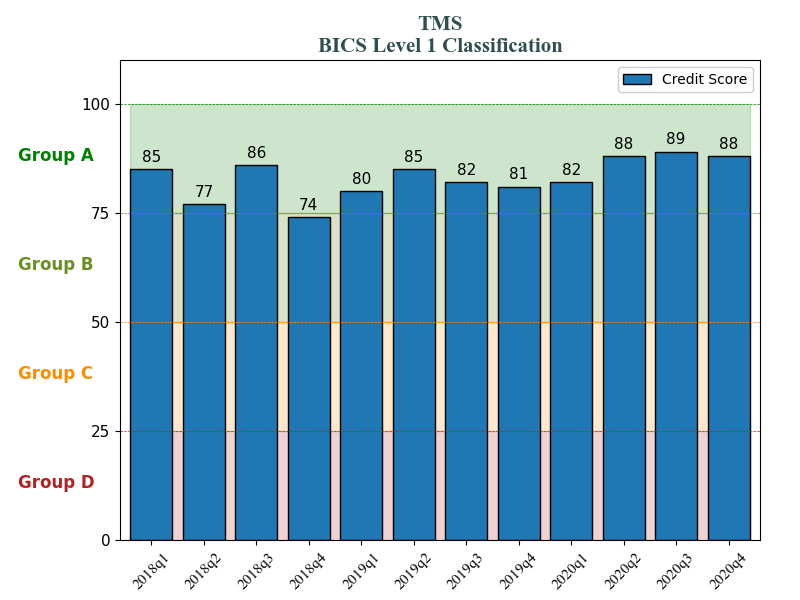 TMS
BICS Level 1 Classification
Credit Score
100
Group A
85
77
86
74
80
85
82
81
82
88
89
88
75
Group B
50
Group C
25
Group D
0
2018q1
2018q2
2018q3
2018q4
2019q1
2019q2
2019q3
2019q4
2020q1
2020q2
2020q3
2020q4